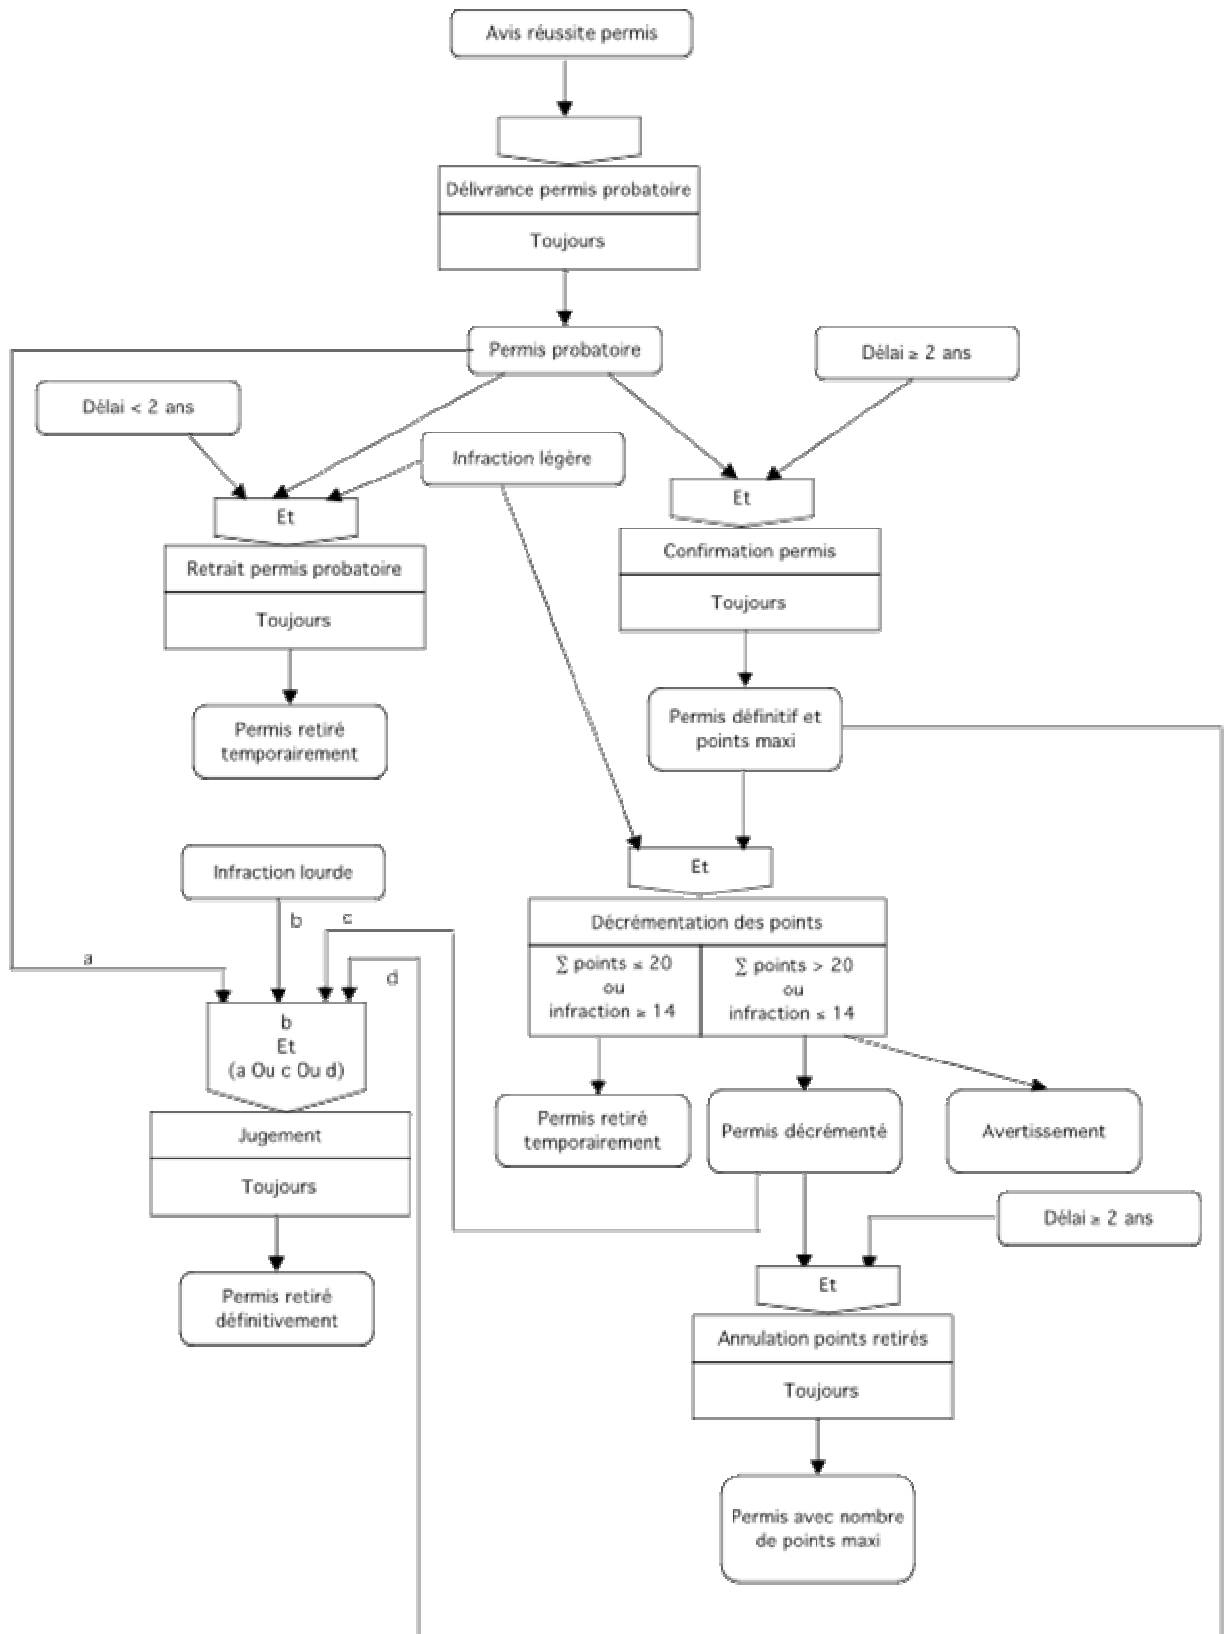 Avis réussite permis
Délivrance permis probatoire
Toujours
Permis probatoire
Délai ≥ 2 ans
Délai < 2 ans
Infraction légère
Et
Et
Retrait permis probatoire
Toujours
Confirmation permis
Toujours
Permis retiré
temporairement
Permis définitif et
points maxi
Infraction lourde
Et
b
c
a
d
Décrémentation des points
∑ points ≤ 20
ou
infraction ≥ 14
∑ points > 20
ou
infraction ≤ 14
b
Et
(a Ou c Ou d)
Jugement
Toujours
Permis retiré
temporairement
Permis décrémenté
Avertissement
Délai ≥ 2 ans
Permis retiré
définitivement
Et
Annulation points retirés
Toujours
Permis avec nombre
de points maxi